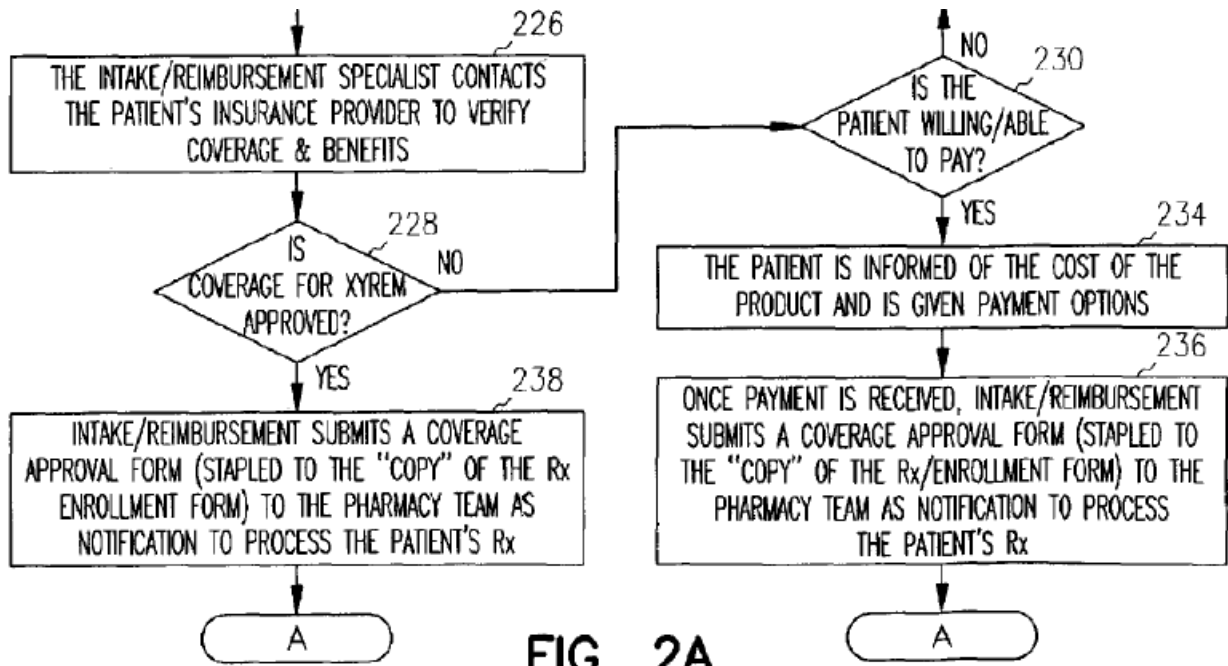 226
THE INTAKE/REIMBURSEMENT SPECIALIST CONTACTS
THE PATIENT'S INSURANCE PROVIDER TO VERIFY
COVERAGE & BENEFITS
228
IS
COVERAGE FOR XYREM
APPROVED?
NO
YES
238
INTAKE/REIMBURSEMENT SUBMITS A COVERAGE
APPROVAL FORM (STAPLED TO THE "COPY" OF THE Rx
ENROLLMENT FORM) TO THE PHARMACY TEAM AS
NOTIFICATION TO PROCESS THE PATIENT'S Rx
A
NO
230
IS THE
PATIENT WILLING/ABLE
TO PAY?
YES
234
THE PATIENT IS INFORMED OF THE COST OF THE
PRODUCT AND IS GIVEN PAYMENT OPTIONS
236
ONCE PAYMENT IS RECEIVED, INTAKE/REIMBURSEMENT
SUBMITS A COVERAGE APPROVAL FORM (STAPLED TO
THE "COPY" OF THE Rx/ENROLLMENT FORM) TO THE
PHARMACY TEAM AS NOTIFICATION TO PROCESS
THE PATIENT'S Rx
A
FIG 2A